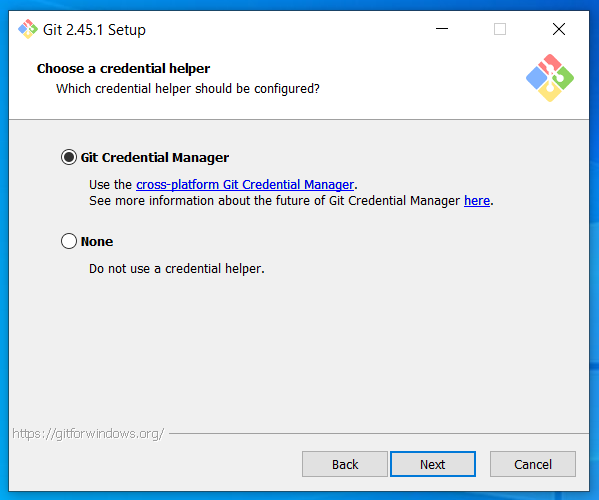 Git 2.45.1 Setup
Choose a credential helper
Which credential helper should be configured?
Git Credential Manager
Use the cross-platform Git Credential Manager.
See more information about the future of Git Credential Manager here.
None
Do not use a credential helper.
https://gitforwindows.org/
Back Next Cancel